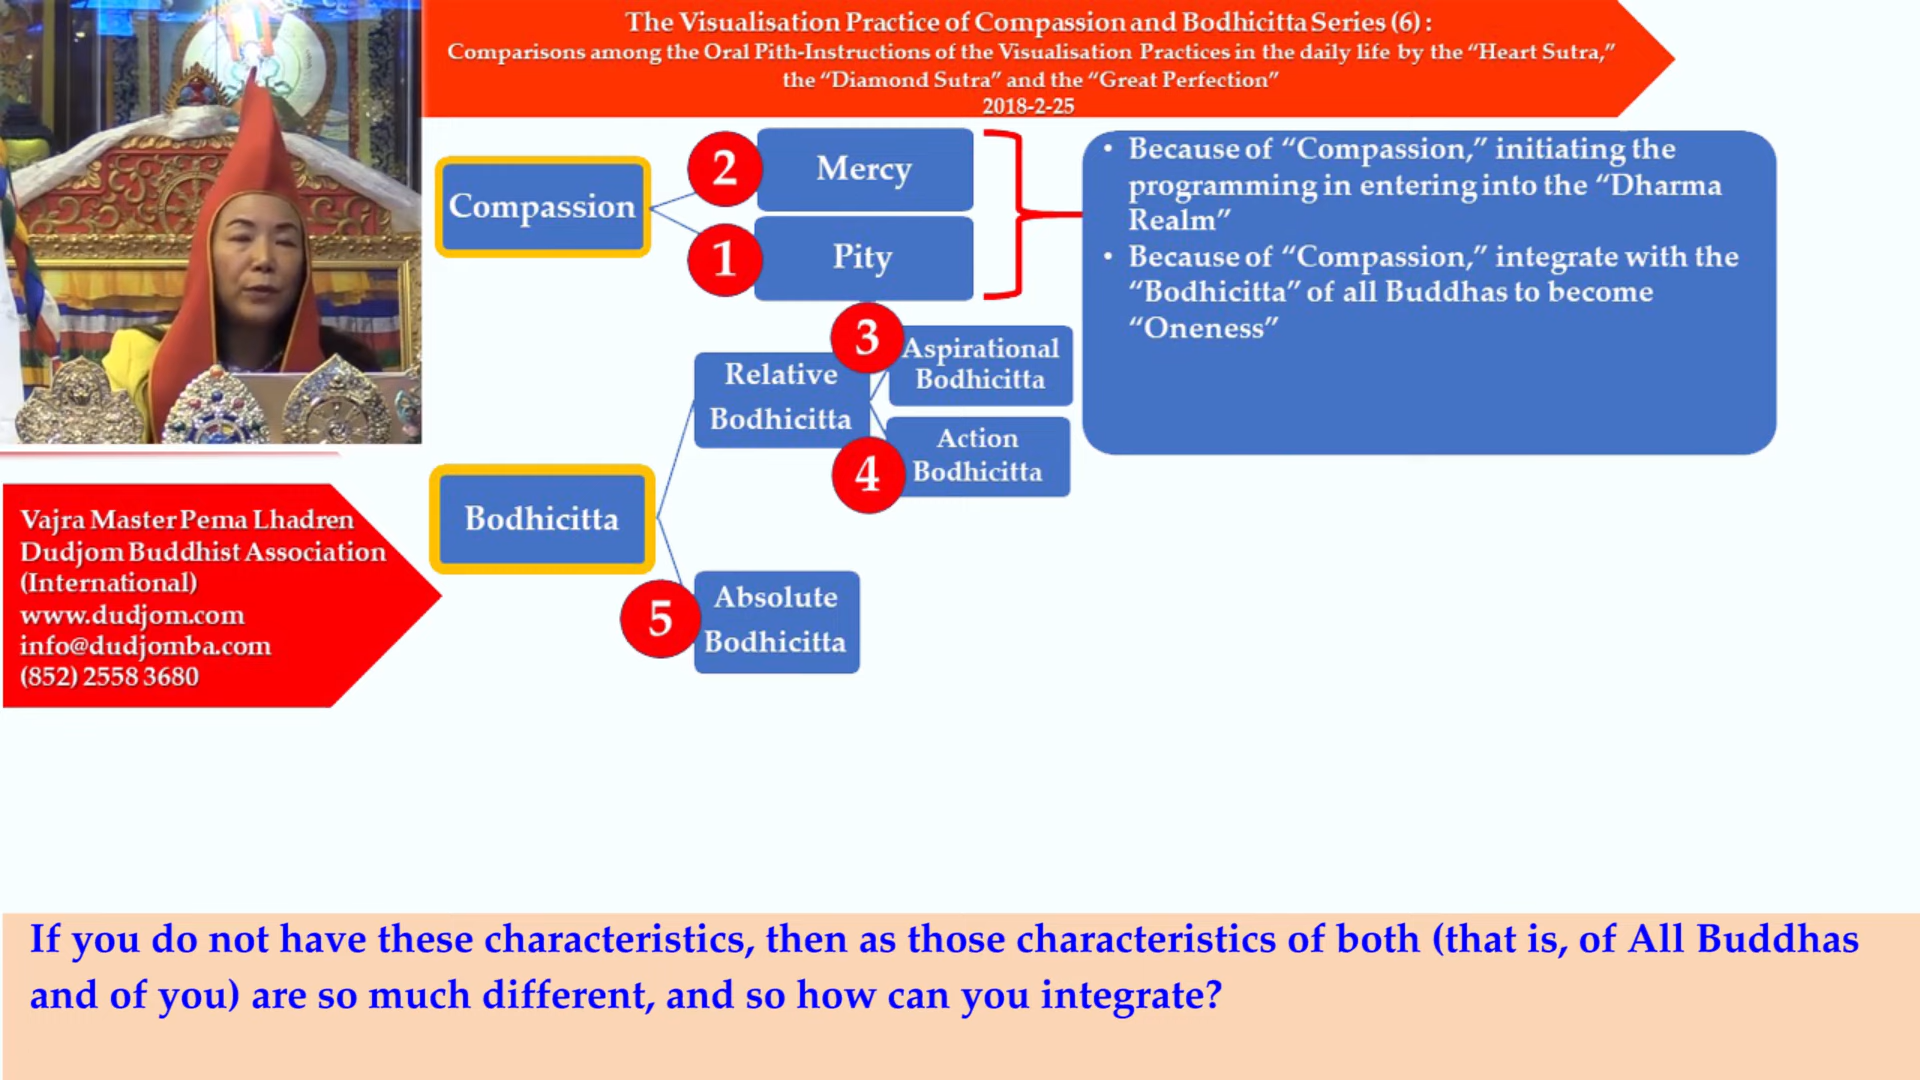 The Visualisation Practice of Compassion and Bodhicitta Series (6) :
Comparisons among the Oral Pith-Instructions of the Visualisation Practices in the daily life by the “Heart Sutra,”
the “Diamond Sutra” and the “Great Perfection”
2018-2-25
Compassion
2
Mercy
1
Pity
• Because of “Compassion,” initiating the
programming in entering into the “Dharma
Realm”
• Because of “Compassion,” integrate with the
“Bodhicitta” of all Buddhas to become
“Oneness”
Bodhicitta
Relative
Bodhicitta
3
Aspirational
Bodhicitta
4
Action
Bodhicitta
5
Absolute
Bodhicitta
Vajra Master Pema Lhadren
Dudjom Buddhist Association
(International)
www.dudjom.com
info@dudjomba.com
(852) 2558 3680
If you do not have these characteristics, then as those characteristics of both (that is, of All Buddhas
and of you) are so much different, and so how can you integrate?